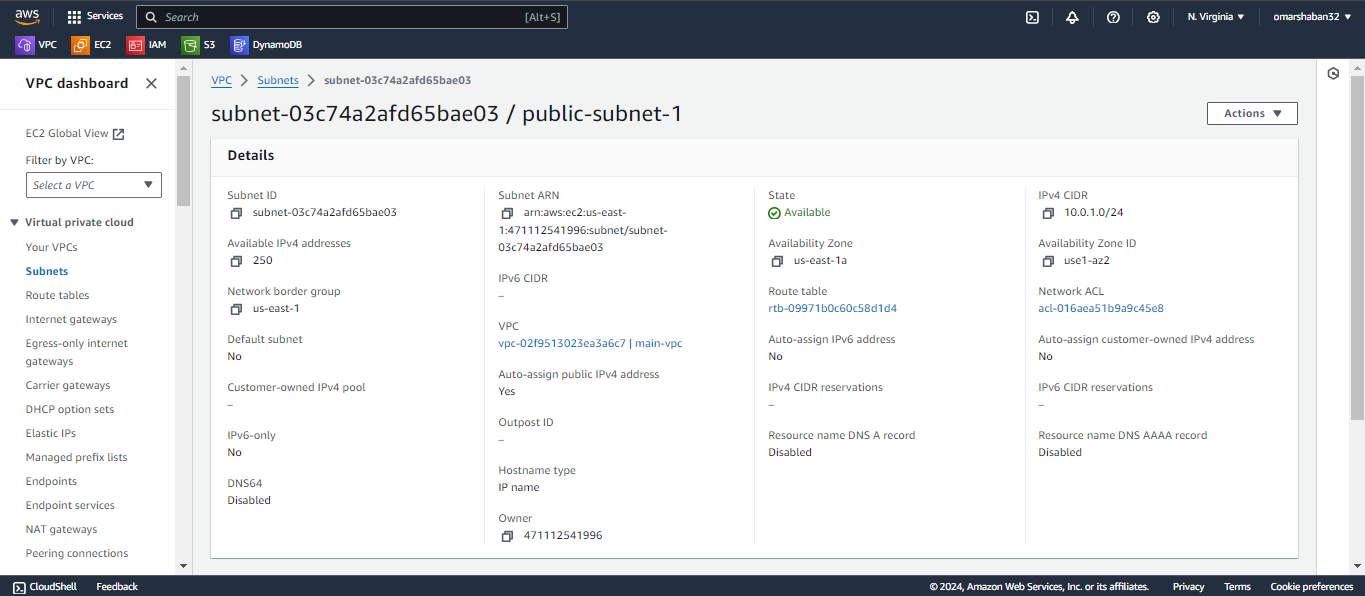 aws
Services
Search
[Alt+S]
N. Virginia
omarshaban32
VPC
EC2
IAM
S3
DynamoDB
VPC dashboard
EC2 Global View
Filter by VPC:
Select a VPC
Virtual private cloud
Your VPCs
Subnets
Route tables
Internet gateways
Egress-only internet
gateways
Carrier gateways
DHCP option sets
Elastic IPs
Managed prefix lists
Endpoints
Endpoint services
NAT gateways
Peering connections
VPC
Subnets
subnet-03c74a2afd65bae03
subnet-03c74a2afd65bae03 / public-subnet-1
Actions
Details
Subnet ID
subnet-03c74a2afd65bae03
Available IPv4 addresses
250
Network border group
us-east-1
Default subnet
No
Customer-owned IPv4 pool
–
IPv6-only
No
DNS64
Disabled
Subnet ARN
arn:aws:ec2:us-east-
1:471112541996:subnet/subnet-
03c74a2afd65bae03
IPv6 CIDR
–
VPC
vpc-02f9513023ea3a6c7 | main-vpc
Auto-assign public IPv4 address
Yes
Outpost ID
–
Hostname type
IP name
Owner
471112541996
State
Available
Availability Zone
us-east-1a
Route table
rtb-09971b0c60c58d1d4
Auto-assign IPv6 address
No
IPv4 CIDR reservations
–
Resource name DNS A record
Disabled
IPv4 CIDR
10.0.1.0/24
Availability Zone ID
use1-az2
Network ACL
acl-016aea51b9a9c45e8
Auto-assign customer-owned IPv4 address
No
IPv6 CIDR reservations
–
Resource name DNS AAAA record
Disabled
CloudShell
Feedback
© 2024, Amazon Web Services, Inc. or its affiliates.
Privacy
Terms
Cookie preferences